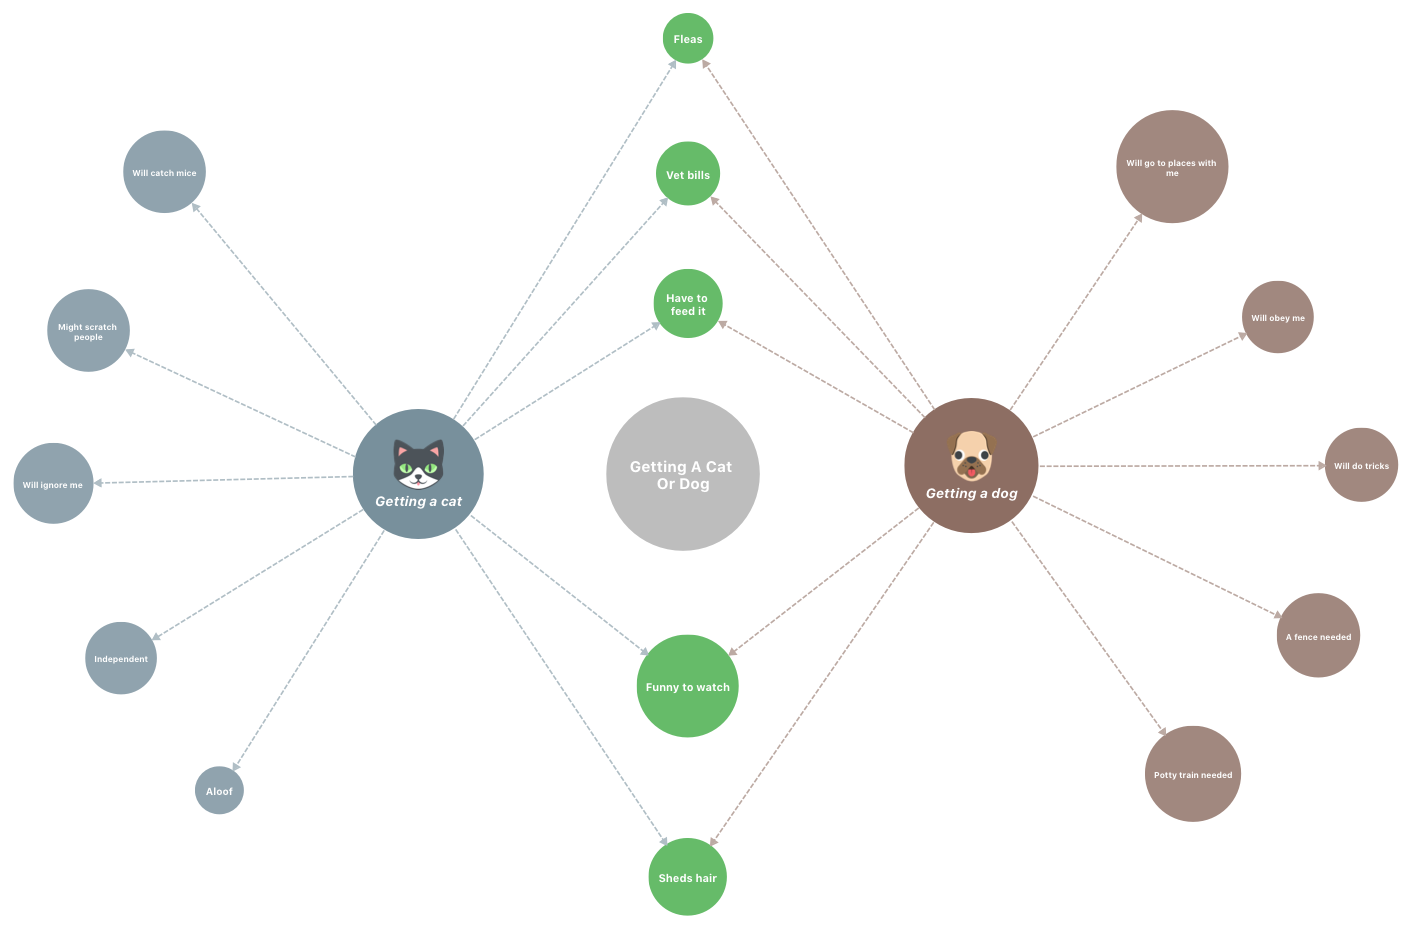 Fleas
Will catch mice
Vet bills
Will go to places with
me
Have to
feed it
Might scratch
people
Will obey me
Getting A Cat
Or Dog
Getting a cat
Getting a dog
Will ignore me
Will do tricks
Independent
Funny to watch
A fence needed
Aloof
Potty train needed
Sheds hair